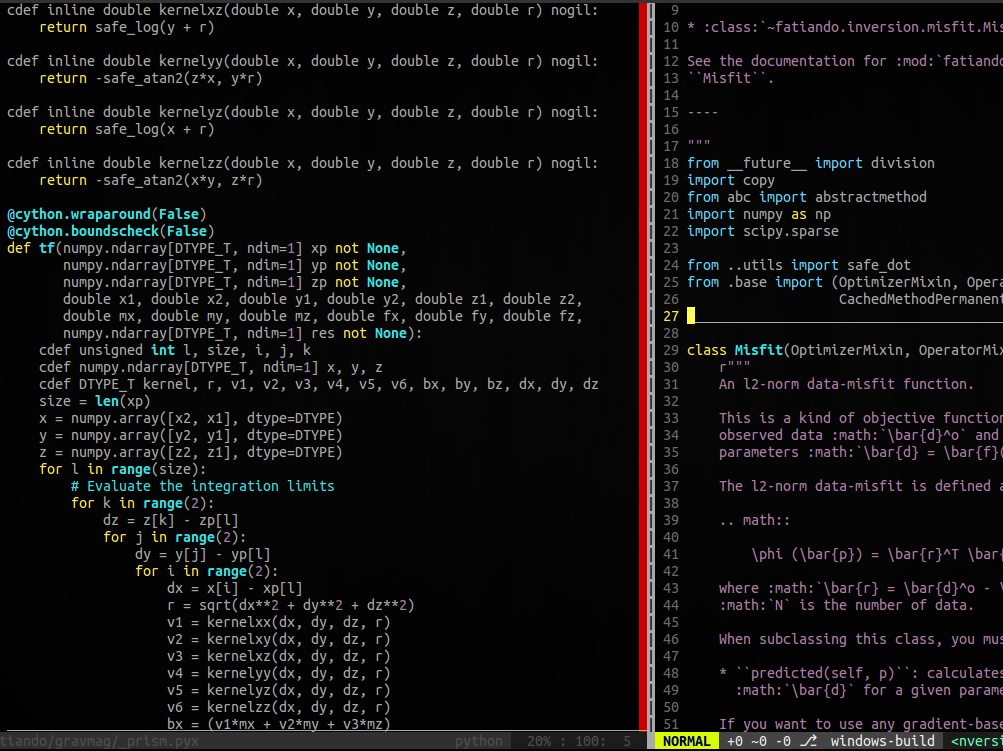 cdef inline double kernelxz(double x, double y, double z, double r) nogil:
    return safe_log(y + r)

cdef inline double kernelyy(double x, double y, double z, double r) nogil:
    return -safe_atan2(z*x, y*r)

cdef inline double kernelyz(double x, double y, double z, double r) nogil:
    return safe_log(x + r)

cdef inline double kernelzz(double x, double y, double z, double r) nogil:
    return -safe_atan2(x*y, z*r)

@cython.wraparound(False)
@cython.boundscheck(False)
def tf(numpy.ndarray[DTYPE_T, ndim=1] xp not None,
       numpy.ndarray[DTYPE_T, ndim=1] yp not None,
       numpy.ndarray[DTYPE_T, ndim=1] zp not None,
       double x1, double x2, double y1, double y2, double z1, double z2,
       double mx, double my, double mz, double fx, double fy, double fz,
       numpy.ndarray[DTYPE_T, ndim=1] res not None):
    cdef unsigned int l, size, i, j, k
    cdef numpy.ndarray[DTYPE_T, ndim=1] x, y, z
    cdef DTYPE_T kernel, r, v1, v2, v3, v4, v5, v6, bx, by, bz, dx, dy, dz
    size = len(xp)
    x = numpy.array([x2, x1], dtype=DTYPE)
    y = numpy.array([y2, y1], dtype=DTYPE)
    z = numpy.array([z2, z1], dtype=DTYPE)
    for l in range(size):
        # Evaluate the integration limits
        for k in range(2):
            dz = z[k] - zp[l]
            for j in range(2):
                dy = y[j] - yp[l]
                for i in range(2):
                    dx = x[i] - xp[l]
                    r = sqrt(dx**2 + dy**2 + dz**2)
                    v1 = kernelxx(dx, dy, dz, r)
                    v2 = kernelxy(dx, dy, dz, r)
                    v3 = kernelxz(dx, dy, dz, r)
                    v4 = kernelyy(dx, dy, dz, r)
                    v5 = kernelyz(dx, dy, dz, r)
                    v6 = kernelzz(dx, dy, dz, r)
                    bx = (v1*mx + v2*my + v3*mz)
tiando/gravmag/_prism.pyx python 20% : 100: 5
9
10 * :class:`~fatiando.inversion.misfit.Mis
11
12 See the documentation for :mod:`fatiando
13 ``Misfit``.
14
15 ----
16
17 """
18 from __future__ import division
19 import copy
20 from abc import abstractmethod
21 import numpy as np
22 import scipy.sparse
23
24 from ..utils import safe_dot
25 from .base import (OptimizerMixin, Opera
26                    CachedMethodPermanent
27
28
29 class Misfit(OptimizerMixin, OperatorMix
30     r"""
31     An l2-norm data-misfit function.
32
33     This is a kind of objective function
34     observed data :math:`\bar{d}^o` and
35     parameters :math:`\bar{d} = \bar{f}(
36
37     The l2-norm data-misfit is defined a
38
39     .. math::
40
41         \phi (\bar{p}) = \bar{r}^T \bar{
42
43     where :math:`\bar{r} = \bar{d}^o - \
44     :math:`N` is the number of data.
45
46     When subclassing this class, you mus
47
48     * ``predicted(self, p)``: calculates
49       :math:`\bar{d}` for a given parame
50
51     If you want to use any gradient-base
NORMAL +0 ~0 -0 ⎇ windows-build <nversi